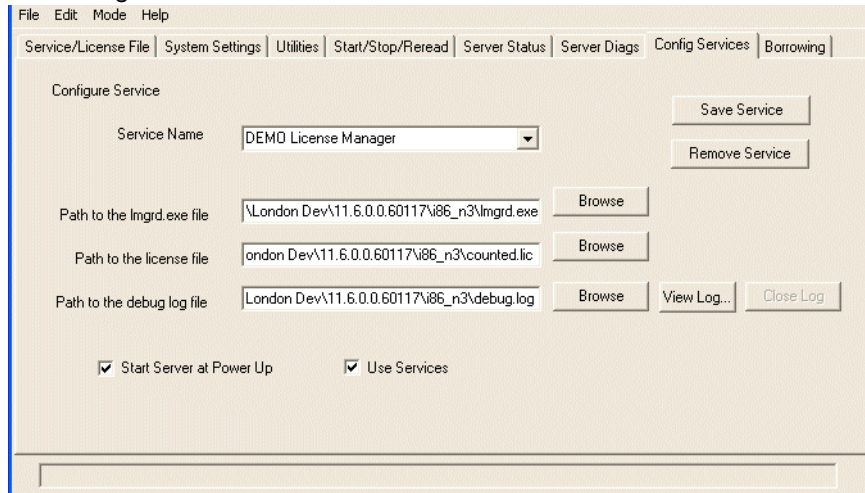 File Edit Mode Help
Service/License File System Settings Utilities Start/Stop/Reread Server Status Server Diags Config Services Borrowing
Configure Service
Save Service
Service Name DEMO License Manager
Remove Service
Path to the lmgrd.exe file \London Dev\11.6.0.0.60117\i86_n3\lmgrd.exe Browse
Path to the license file ondon Dev\11.6.0.0.60117\i86_n3\counted.lic Browse
Path to the debug log file London Dev\11.6.0.0.60117\i86_n3\debug.log Browse View Log... Close Log
Start Server at Power Up Use Services